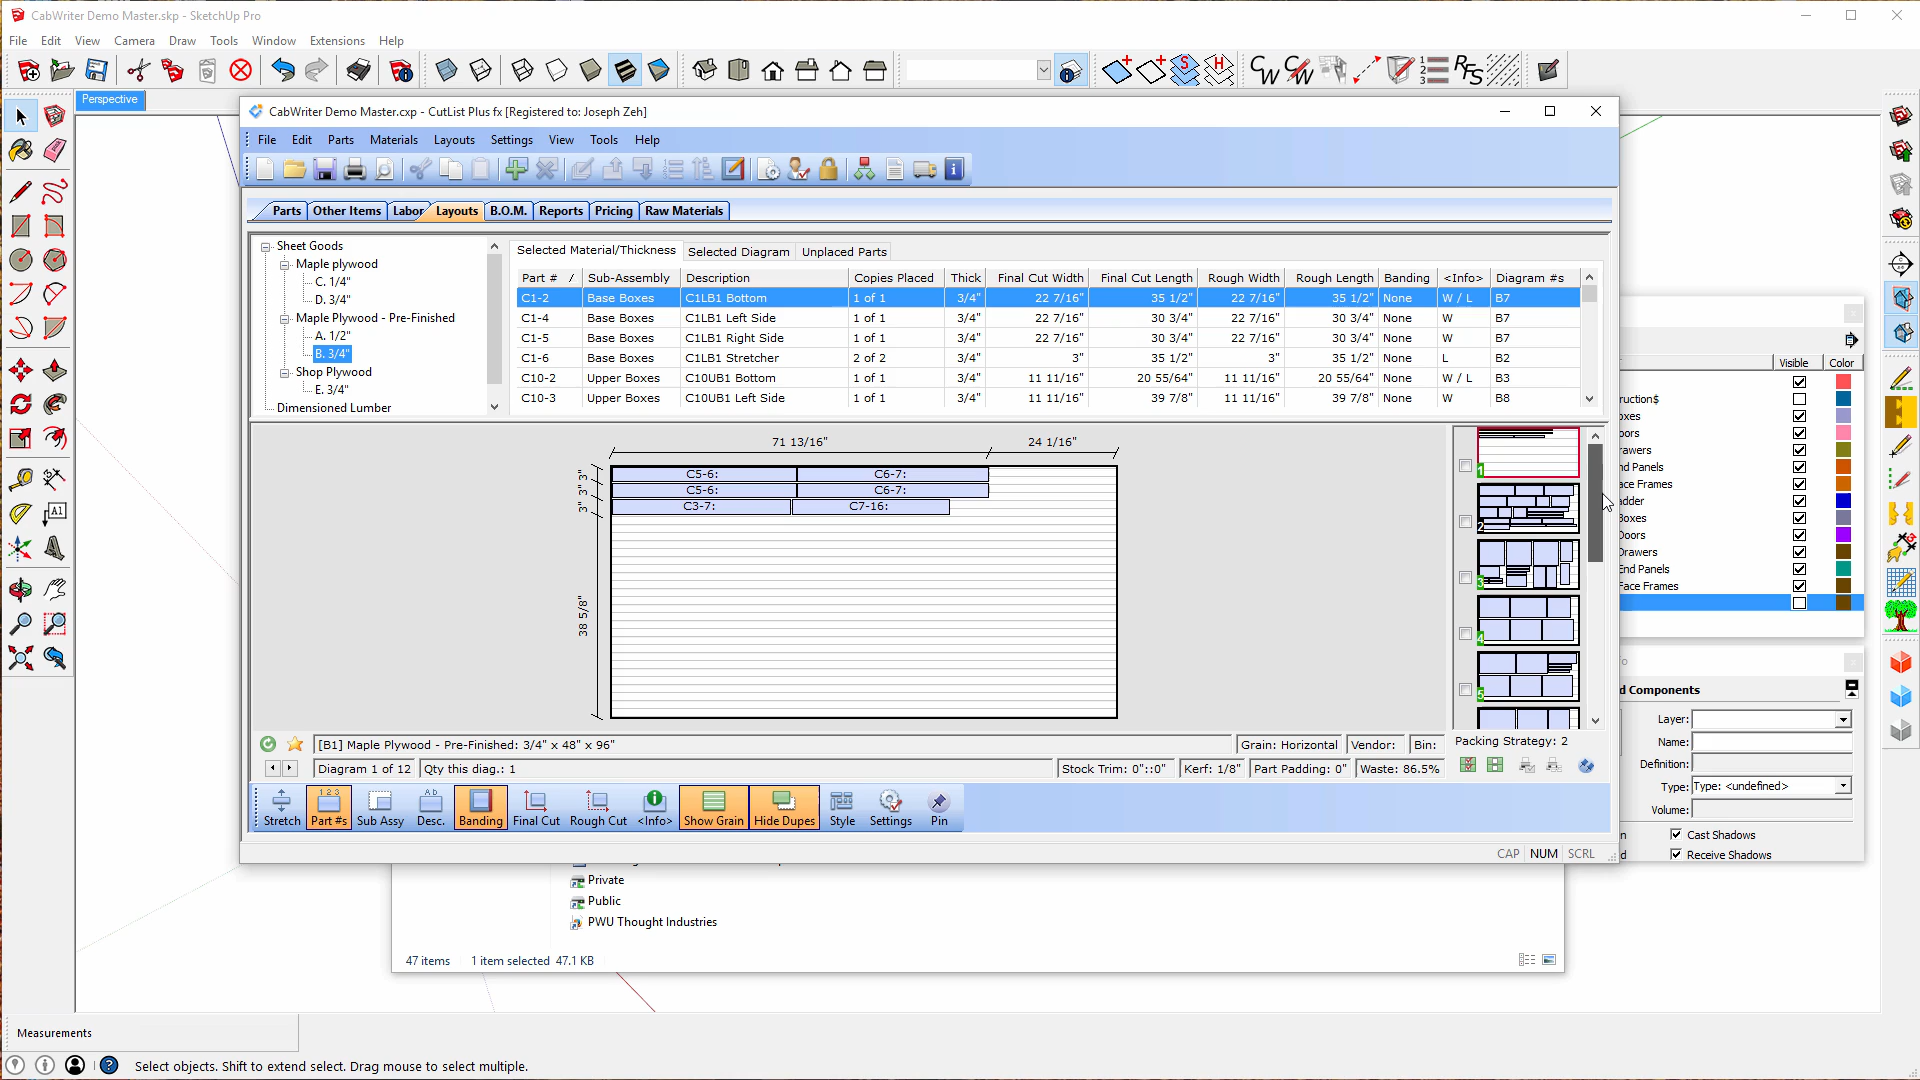 CabWriter Demo Master.skp - SketchUp Pro
File Edit View Camera Draw Tools Window Extensions Help
Perspective
CabWriter Demo Master.cxp - CutList Plus fx [Registered to: Joseph Zeh]
File Edit Parts Materials Layouts Settings View Tools Help
Parts Other Items Labor Layouts B.O.M. Reports Pricing Raw Materials
Sheet Goods
Maple plywood
C. 1/4"
D. 3/4"
Maple Plywood - Pre-Finished
A. 1/2"
B. 3/4"
Shop Plywood
E. 3/4"
Dimensioned Lumber
Selected Material/Thickness Selected Diagram Unplaced Parts
Part # / Sub-Assembly Description Copies Placed Thick Final Cut Width Final Cut Length Rough Width Rough Length Banding <Info> Diagram #s
C1-2 Base Boxes C1LB1 Bottom 1 of 1 3/4" 22 7/16" 35 1/2" 22 7/16" 35 1/2" None W / L B7
C1-4 Base Boxes C1LB1 Left Side 1 of 1 3/4" 22 7/16" 30 3/4" 22 7/16" 30 3/4" None W B7
C1-5 Base Boxes C1LB1 Right Side 1 of 1 3/4" 22 7/16" 30 3/4" 22 7/16" 30 3/4" None W B7
C1-6 Base Boxes C1LB1 Stretcher 2 of 2 3/4" 3" 35 1/2" 3" 35 1/2" None L B2
C10-2 Upper Boxes C10UB1 Bottom 1 of 1 3/4" 11 11/16" 20 55/64" 11 11/16" 20 55/64" None W / L B3
C10-3 Upper Boxes C10UB1 Left Side 1 of 1 3/4" 11 11/16" 39 7/8" 11 11/16" 39 7/8" None W B8
71 13/16" 24 1/16"
3" C5-6: C6-7:
3" C5-6: C6-7:
3" C3-7: C7-16:
38 5/8"
1
2
3
4
5
[B1] Maple Plywood - Pre-Finished: 3/4" x 48" x 96" Grain: Horizontal Vendor: Bin: Packing Strategy: 2
Diagram 1 of 12 Qty this diag.: 1 Stock Trim: 0"::0" Kerf: 1/8" Part Padding: 0" Waste: 86.5%
Stretch Part #s Sub Assy Desc. Banding Final Cut Rough Cut <Info> Show Grain Hide Dupes Style Settings Pin
CAP NUM SCRL
Visible Color
ruction$
oxes
oors
rawers
nd Panels
ace Frames
adder
Boxes
Doors
Drawers
End Panels
Face Frames
d Components
Layer:
Name:
Definition:
Type: Type: <undefined>
Volume:
Cast Shadows
Receive Shadows
Private
Public
PWU Thought Industries
47 items 1 item selected 47.1 KB
Measurements
Select objects. Shift to extend select. Drag mouse to select multiple.